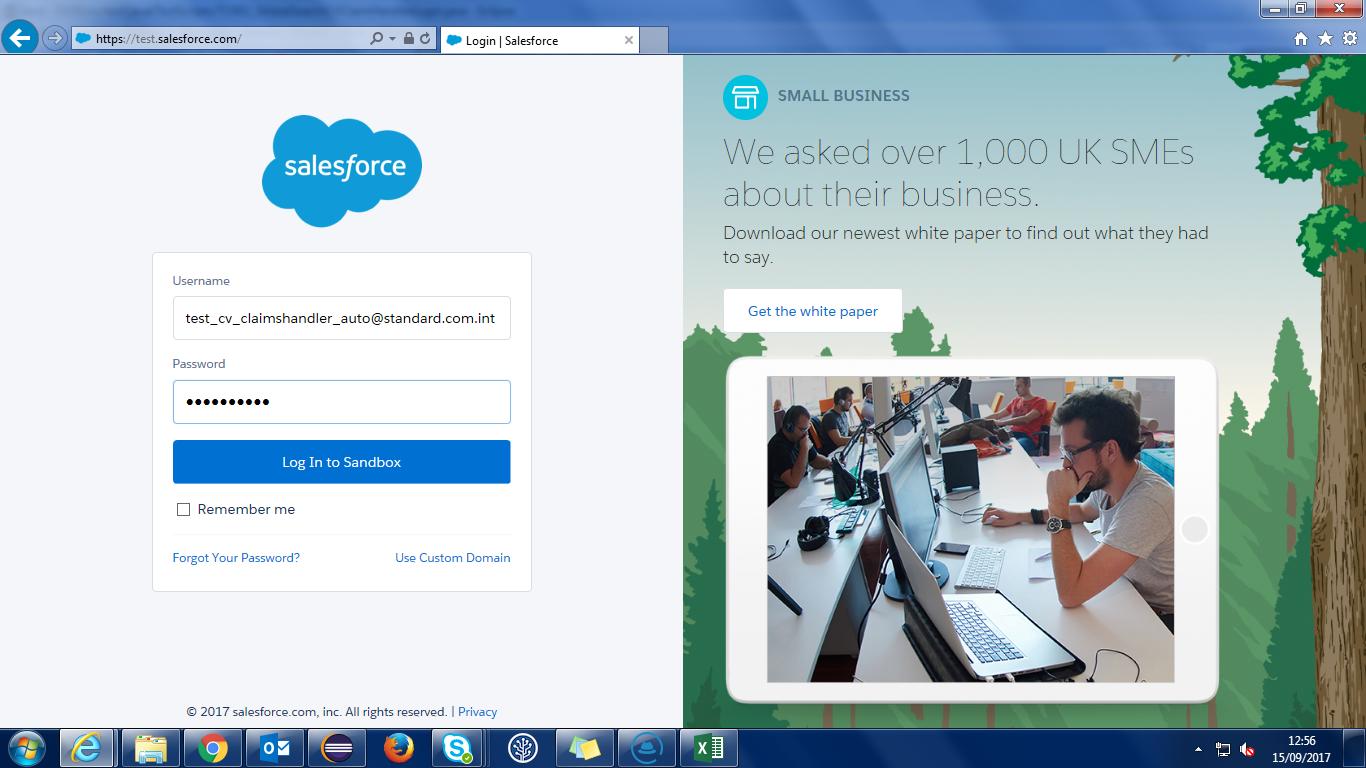 https://test.salesforce.com/
Login | Salesforce
salesforce
Username
test_cv_claimshandler_auto@standard.com.int
Password
Log In to Sandbox
Remember me
Forgot Your Password?
Use Custom Domain
© 2017 salesforce.com, inc. All rights reserved. | Privacy
SMALL BUSINESS
We asked over 1,000 UK SMEs
about their business.
Download our newest white paper to find out what they had
to say.
Get the white paper
12:56
15/09/2017